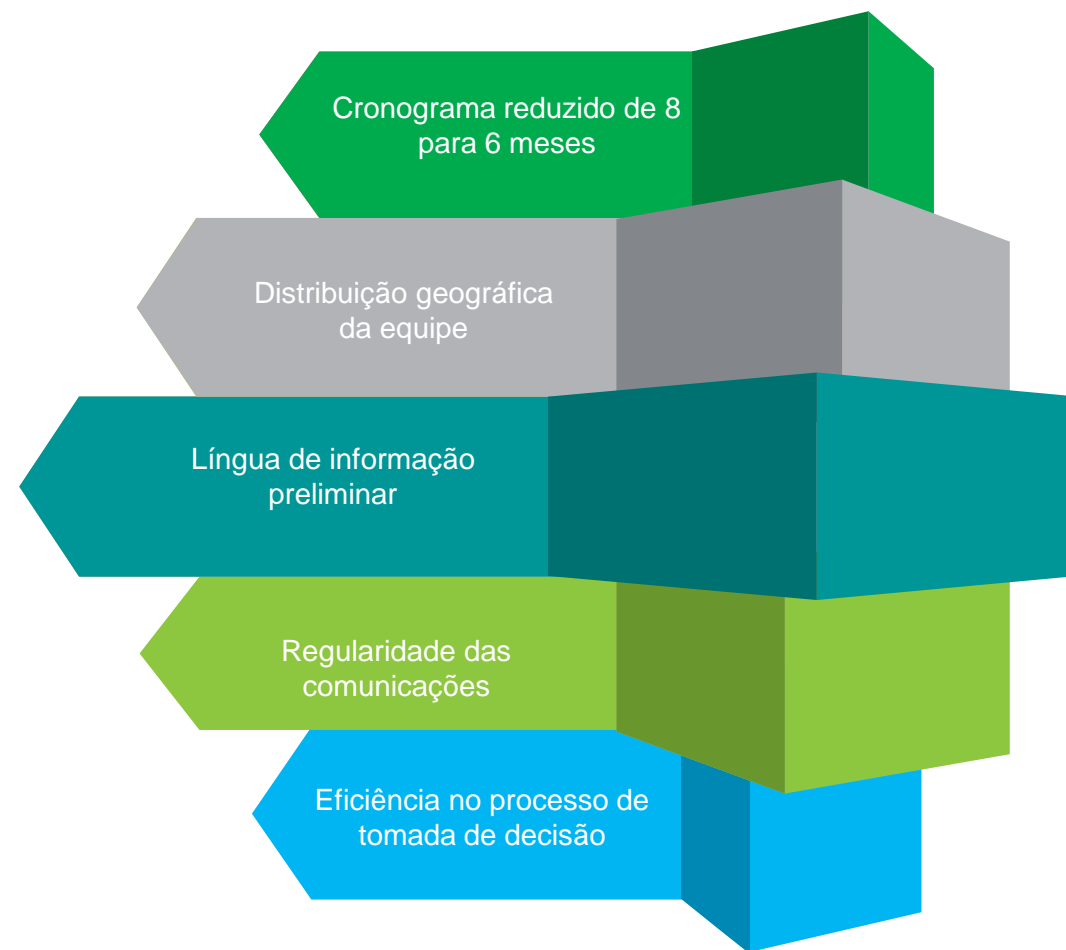 Cronograma reduzido de 8
para 6 meses
Distribuição geográfica
da equipe
Língua de informação
preliminar
Regularidade das
comunicações
Eficiência no processo de
tomada de decisão